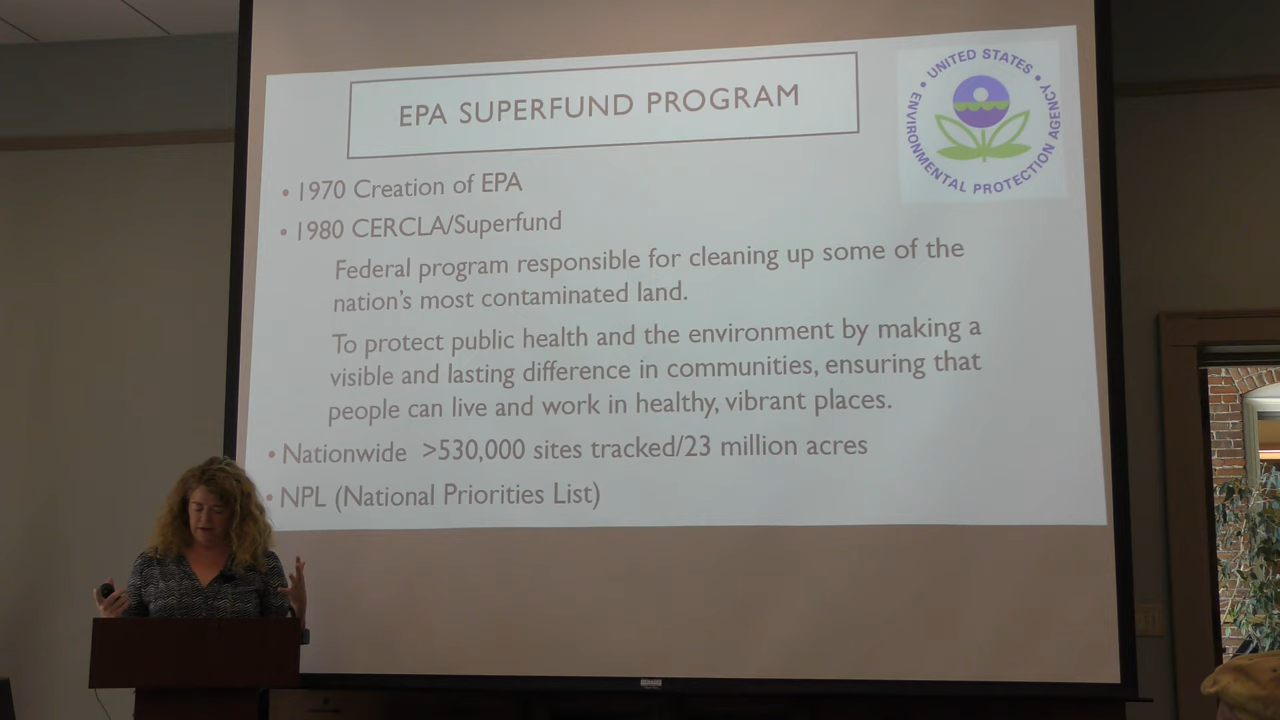 EPA SUPERFUND PROGRAM
UNITED STATES
ENVIRONMENTAL PROTECTION AGENCY
• 1970 Creation of EPA
• 1980 CERCLA/Superfund
Federal program responsible for cleaning up some of the
nation's most contaminated land.
To protect public health and the environment by making a
visible and lasting difference in communities, ensuring that
people can live and work in healthy, vibrant places.
• Nationwide >530,000 sites tracked/23 million acres
• NPL (National Priorities List)